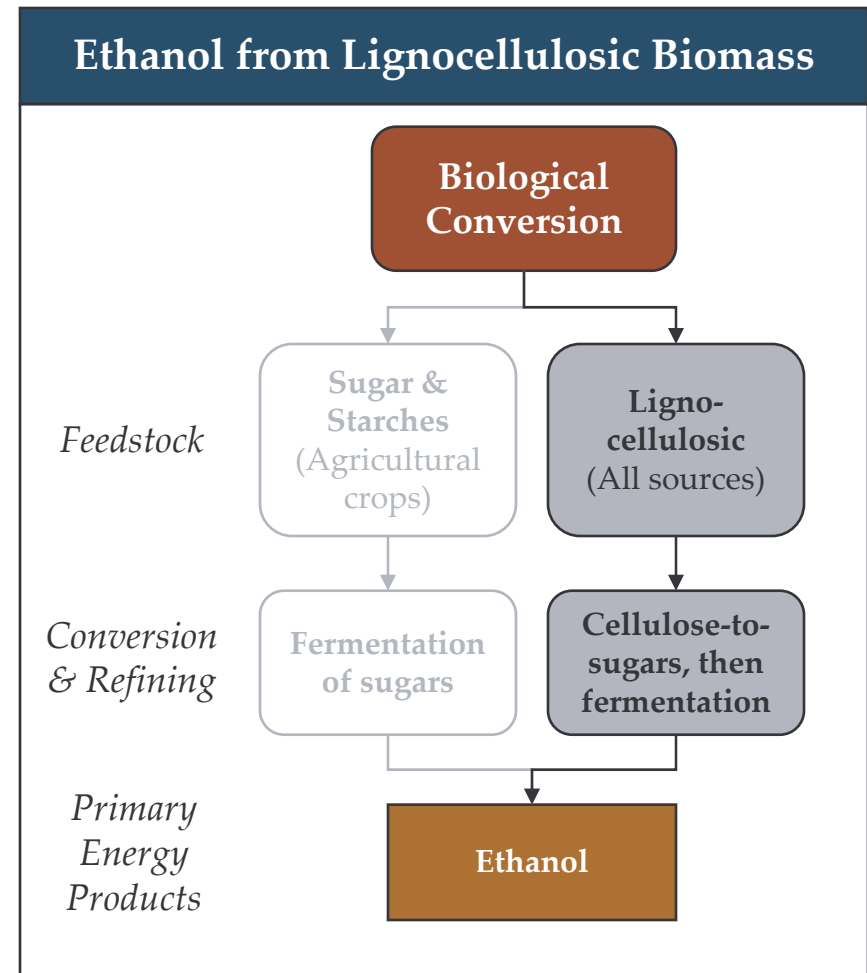 Ethanol from Lignocellulosic Biomass
Biological
Conversion
Feedstock
Sugar &
Starches
(Agricultural
crops)
Ligno-
cellulosic
(All sources)
Conversion
& Refining
Fermentation
of sugars
Cellulose-to-
sugars, then
fermentation
Primary
Energy
Products
Ethanol